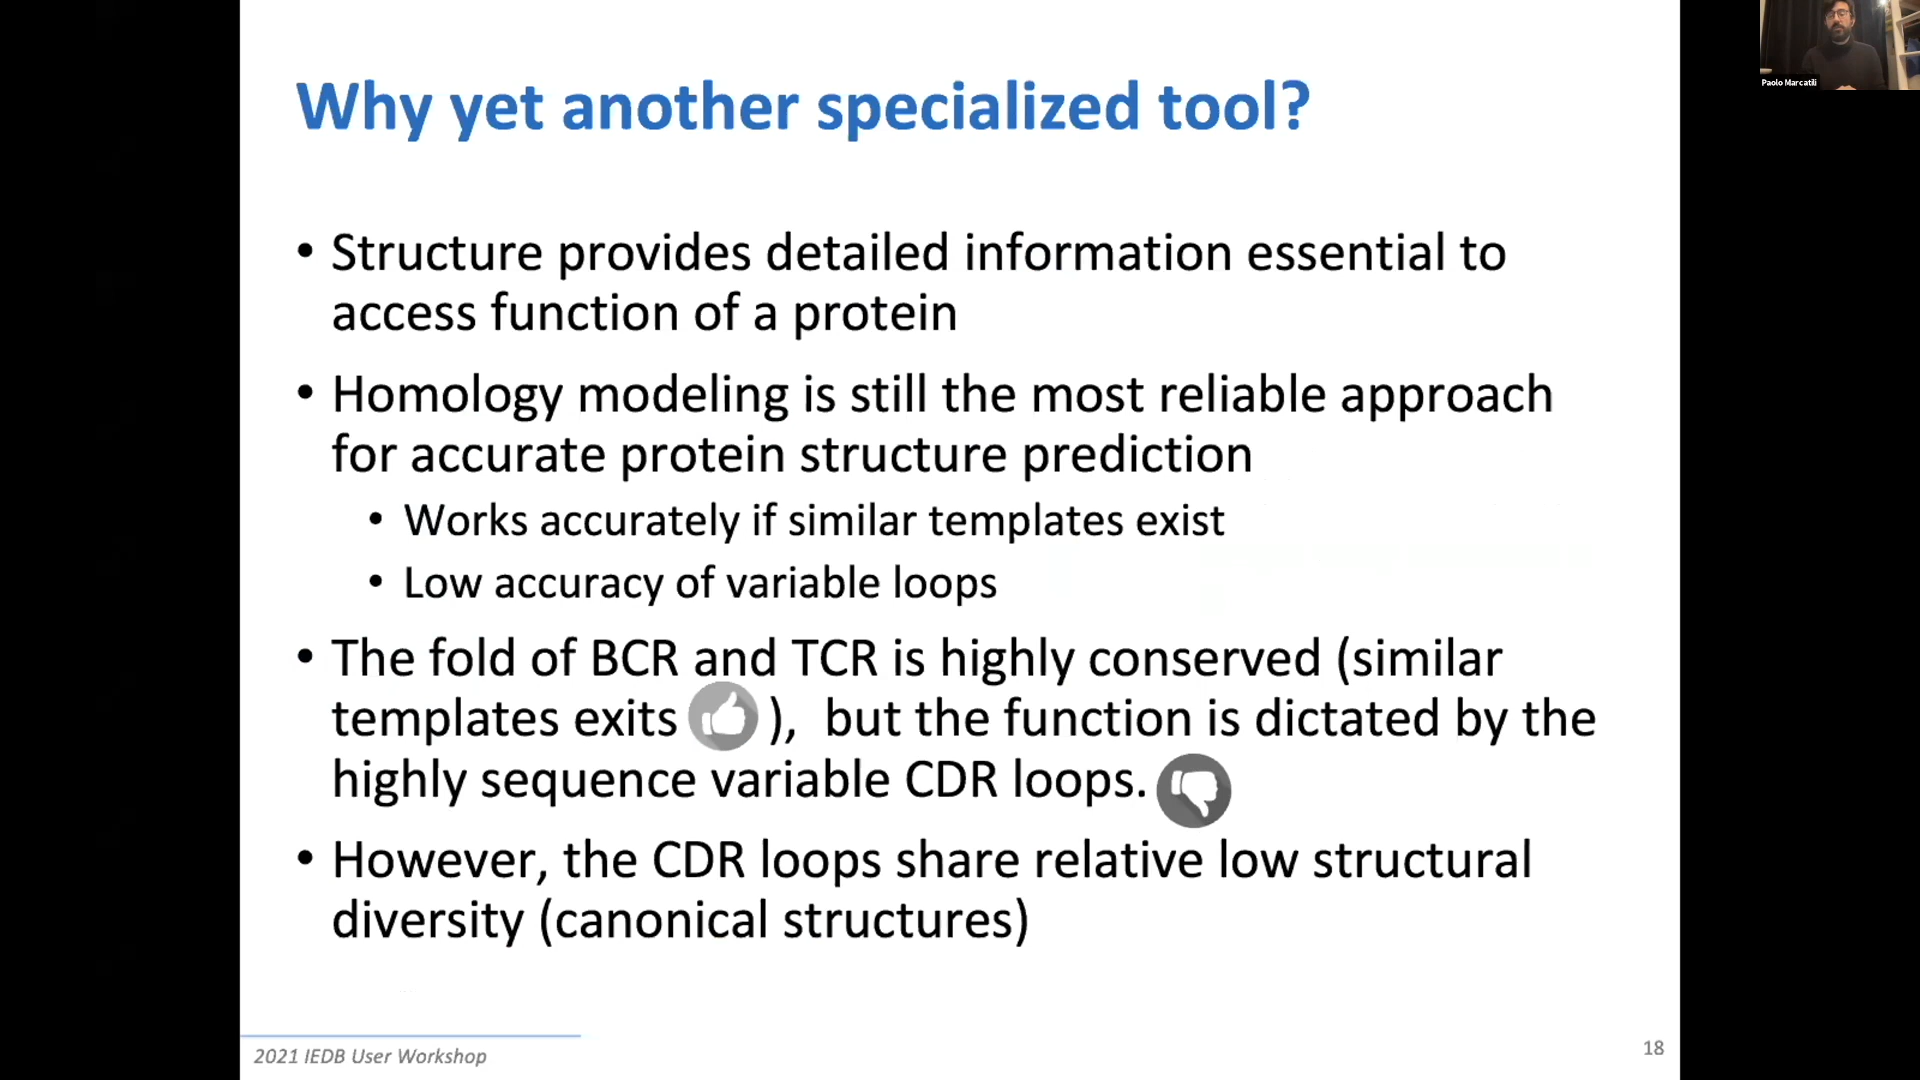 Why yet another specialized tool?
Paolo Marcatili
• Structure provides detailed information essential to
access function of a protein
• Homology modeling is still the most reliable approach
for accurate protein structure prediction
• Works accurately if similar templates exist
• Low accuracy of variable loops
• The fold of BCR and TCR is highly conserved (similar
templates exits ), but the function is dictated by the
highly sequence variable CDR loops.
• However, the CDR loops share relative low structural
diversity (canonical structures)
2021 IEDB User Workshop
18